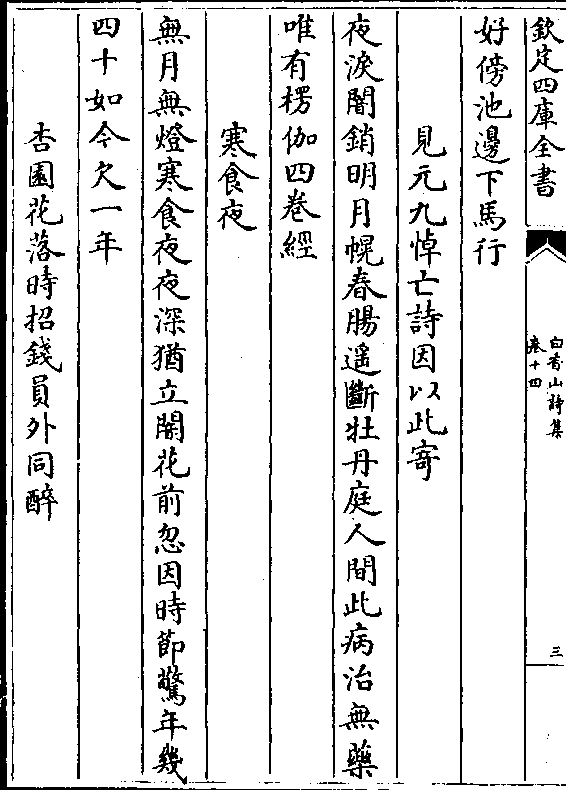 欽定四庫全書
白香山詩集
卷十四
三
好傍池邊下馬行
見元九悼亡詩因以此寄
夜淚闇銷明月幌春腸遥斷牡丹庭人間此病治無藥
唯有楞伽四卷經
寒食夜
無月無燈寒食夜夜深猶立闇花前忽因時節驚年幾
四十如今欠一年
杏園花落時招錢員外同醉